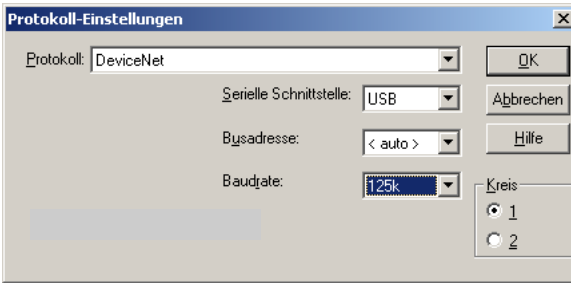 Protokoll-Einstellungen
Protokoll: DeviceNet
OK
Serielle Schnittstelle: USB
Abbrechen
Busadresse: < auto >
Hilfe
Baudrate: 125k
Kreis
1
2